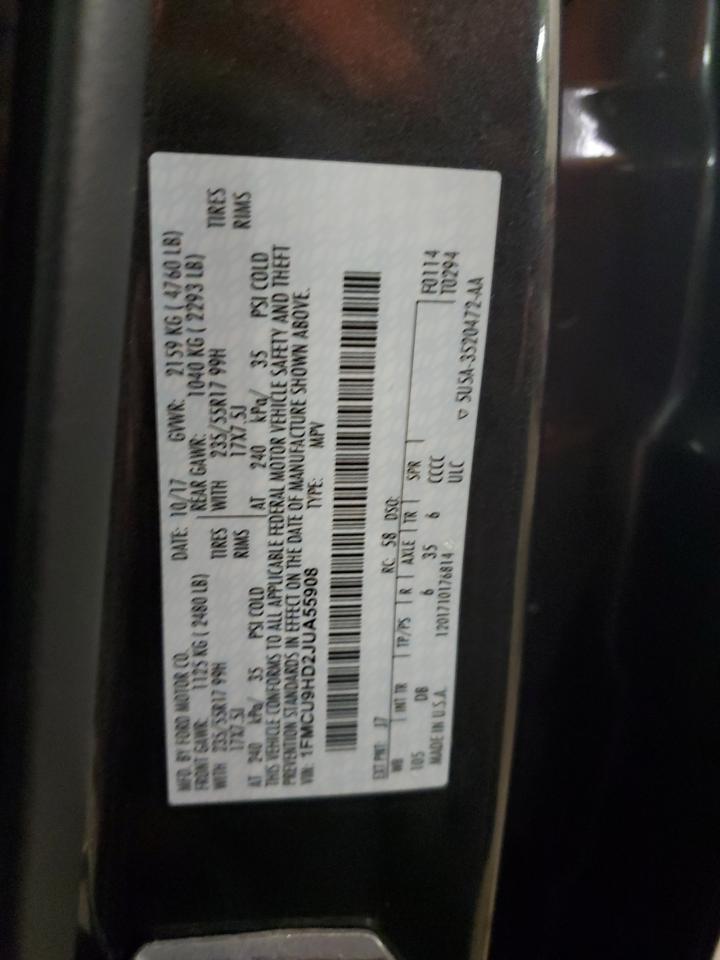 MFD. BY FORD MOTOR CO. DATE: 10/17 GVWR: 2159 KG ( 4760 LB)
FRONT GAWR: 1125 KG ( 2480 LB) REAR GAWR: 1040 KG ( 2293 LB)
WITH 235/55R17 99H TIRES WITH 235/55R17 99H TIRES
17X7.5J RIMS 17X7.5J RIMS
AT 240 kPa/ 35 PSI COLD AT 240 kPa/ 35 PSI COLD
THIS VEHICLE CONFORMS TO ALL APPLICABLE FEDERAL MOTOR VEHICLE SAFETY AND THEFT
PREVENTION STANDARDS IN EFFECT ON THE DATE OF MANUFACTURE SHOWN ABOVE.
VIN: 1FMCU9HD2JUA55908 TYPE: MPV
EXT PNT: J7 RC: 58 DSO:
WB INT TR TP/PS R AXLE TR SPR F0114
105 DB 6 35 6 CCCC T0294
MADE IN U.S.A. 1201710176814 ULC ▽ 5U5A-3520472-AA